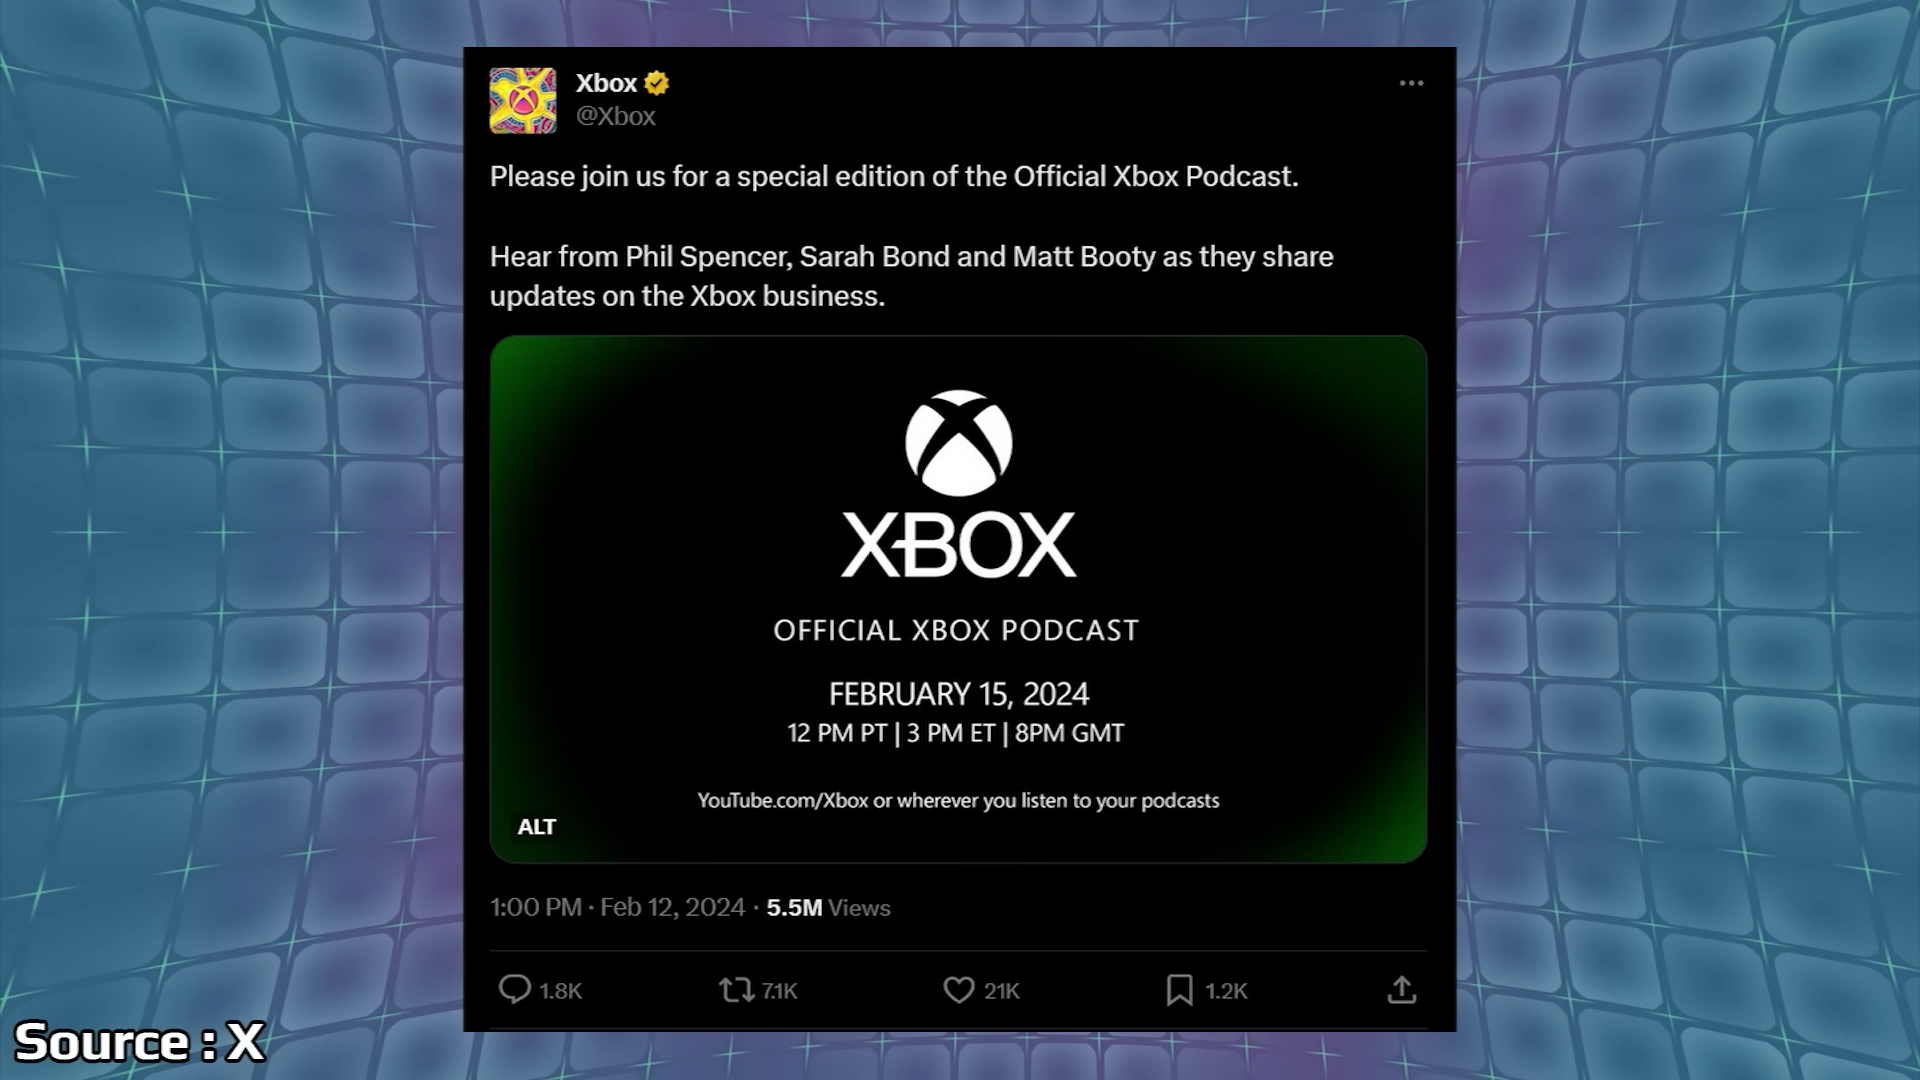 Xbox
@Xbox
Please join us for a special edition of the Official Xbox Podcast.
Hear from Phil Spencer, Sarah Bond and Matt Booty as they share
updates on the Xbox business.
XBOX
OFFICIAL XBOX PODCAST
FEBRUARY 15, 2024
12 PM PT | 3 PM ET | 8PM GMT
YouTube.com/Xbox or wherever you listen to your podcasts
ALT
1:00 PM · Feb 12, 2024 · 5.5M Views
1.8K 7.1K 21K 1.2K
Source : X